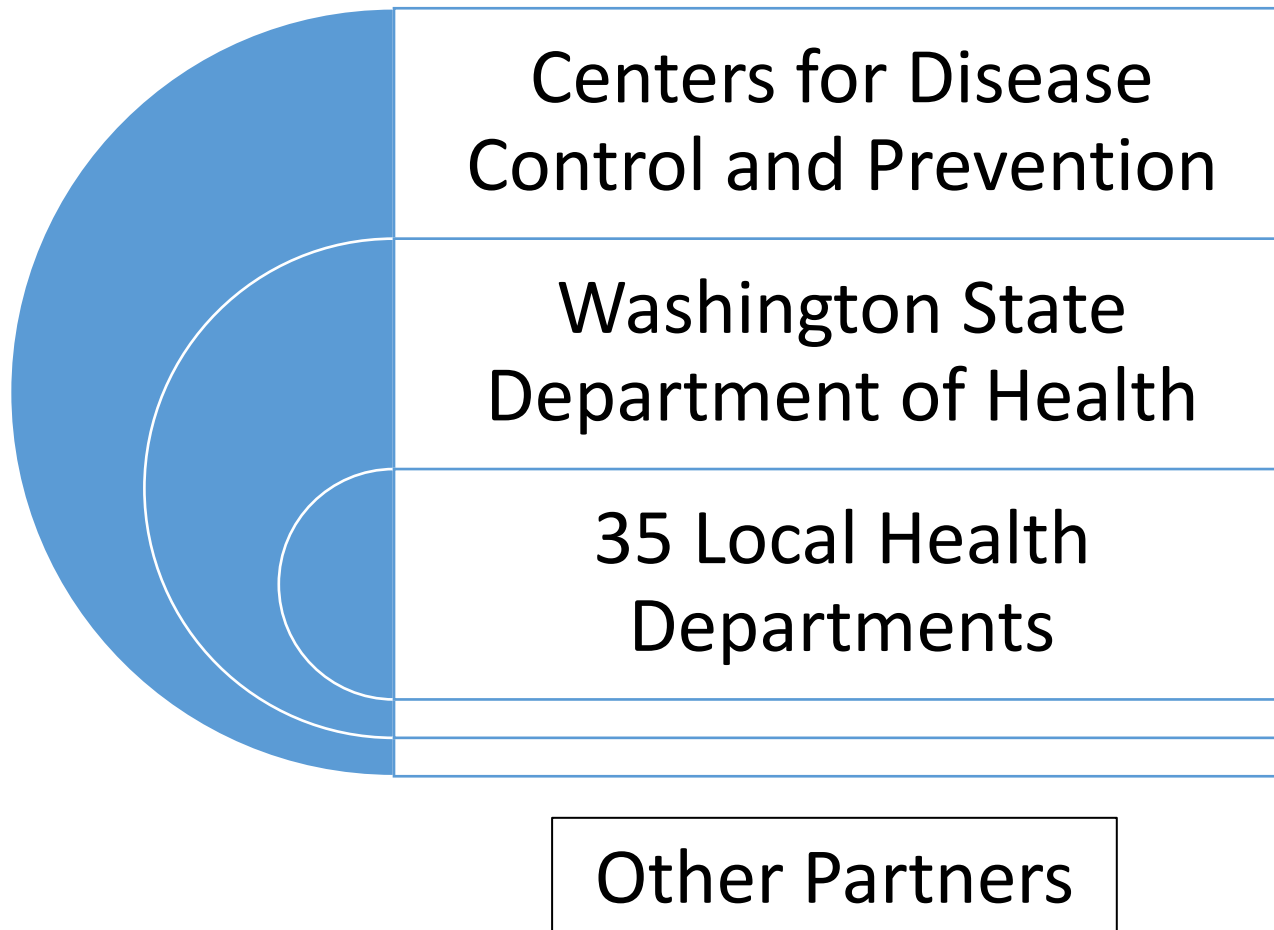 Centers for Disease
Control and Prevention
Washington State
Department of Health
35 Local Health
Departments
Other Partners